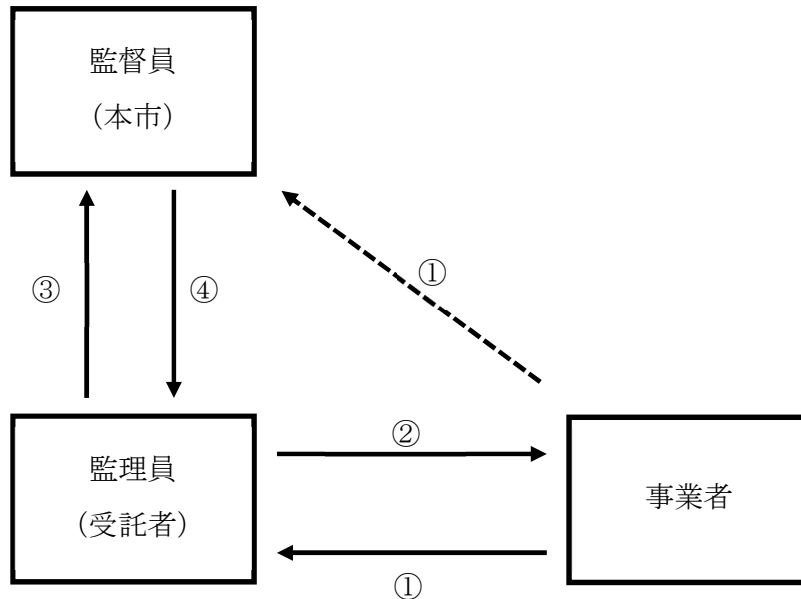 監督員
（本市）
①
③
④
②
監理員
（受託者）
事業者
①